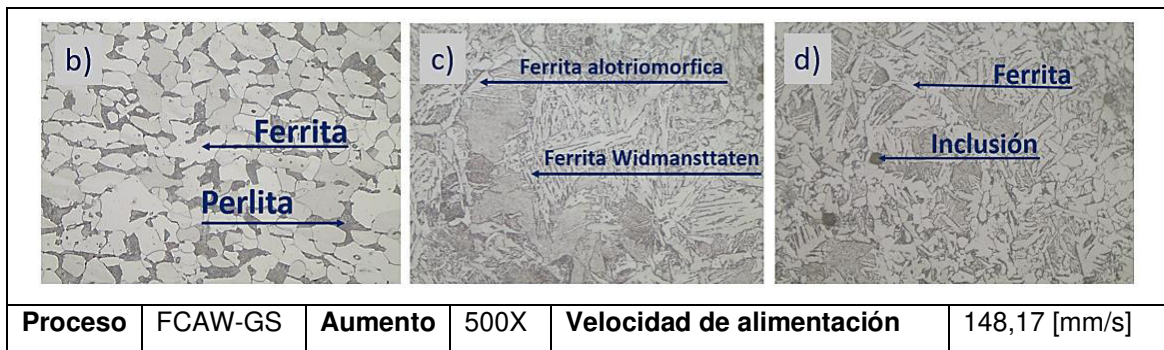 b)
Ferrita
Perlita
c)
Ferrita alotriomorfica
Ferrita Widmansttaten
d)
Ferrita
Inclusión
Proceso FCAW-GS Aumento 500X Velocidad de alimentación 148,17 [mm/s]